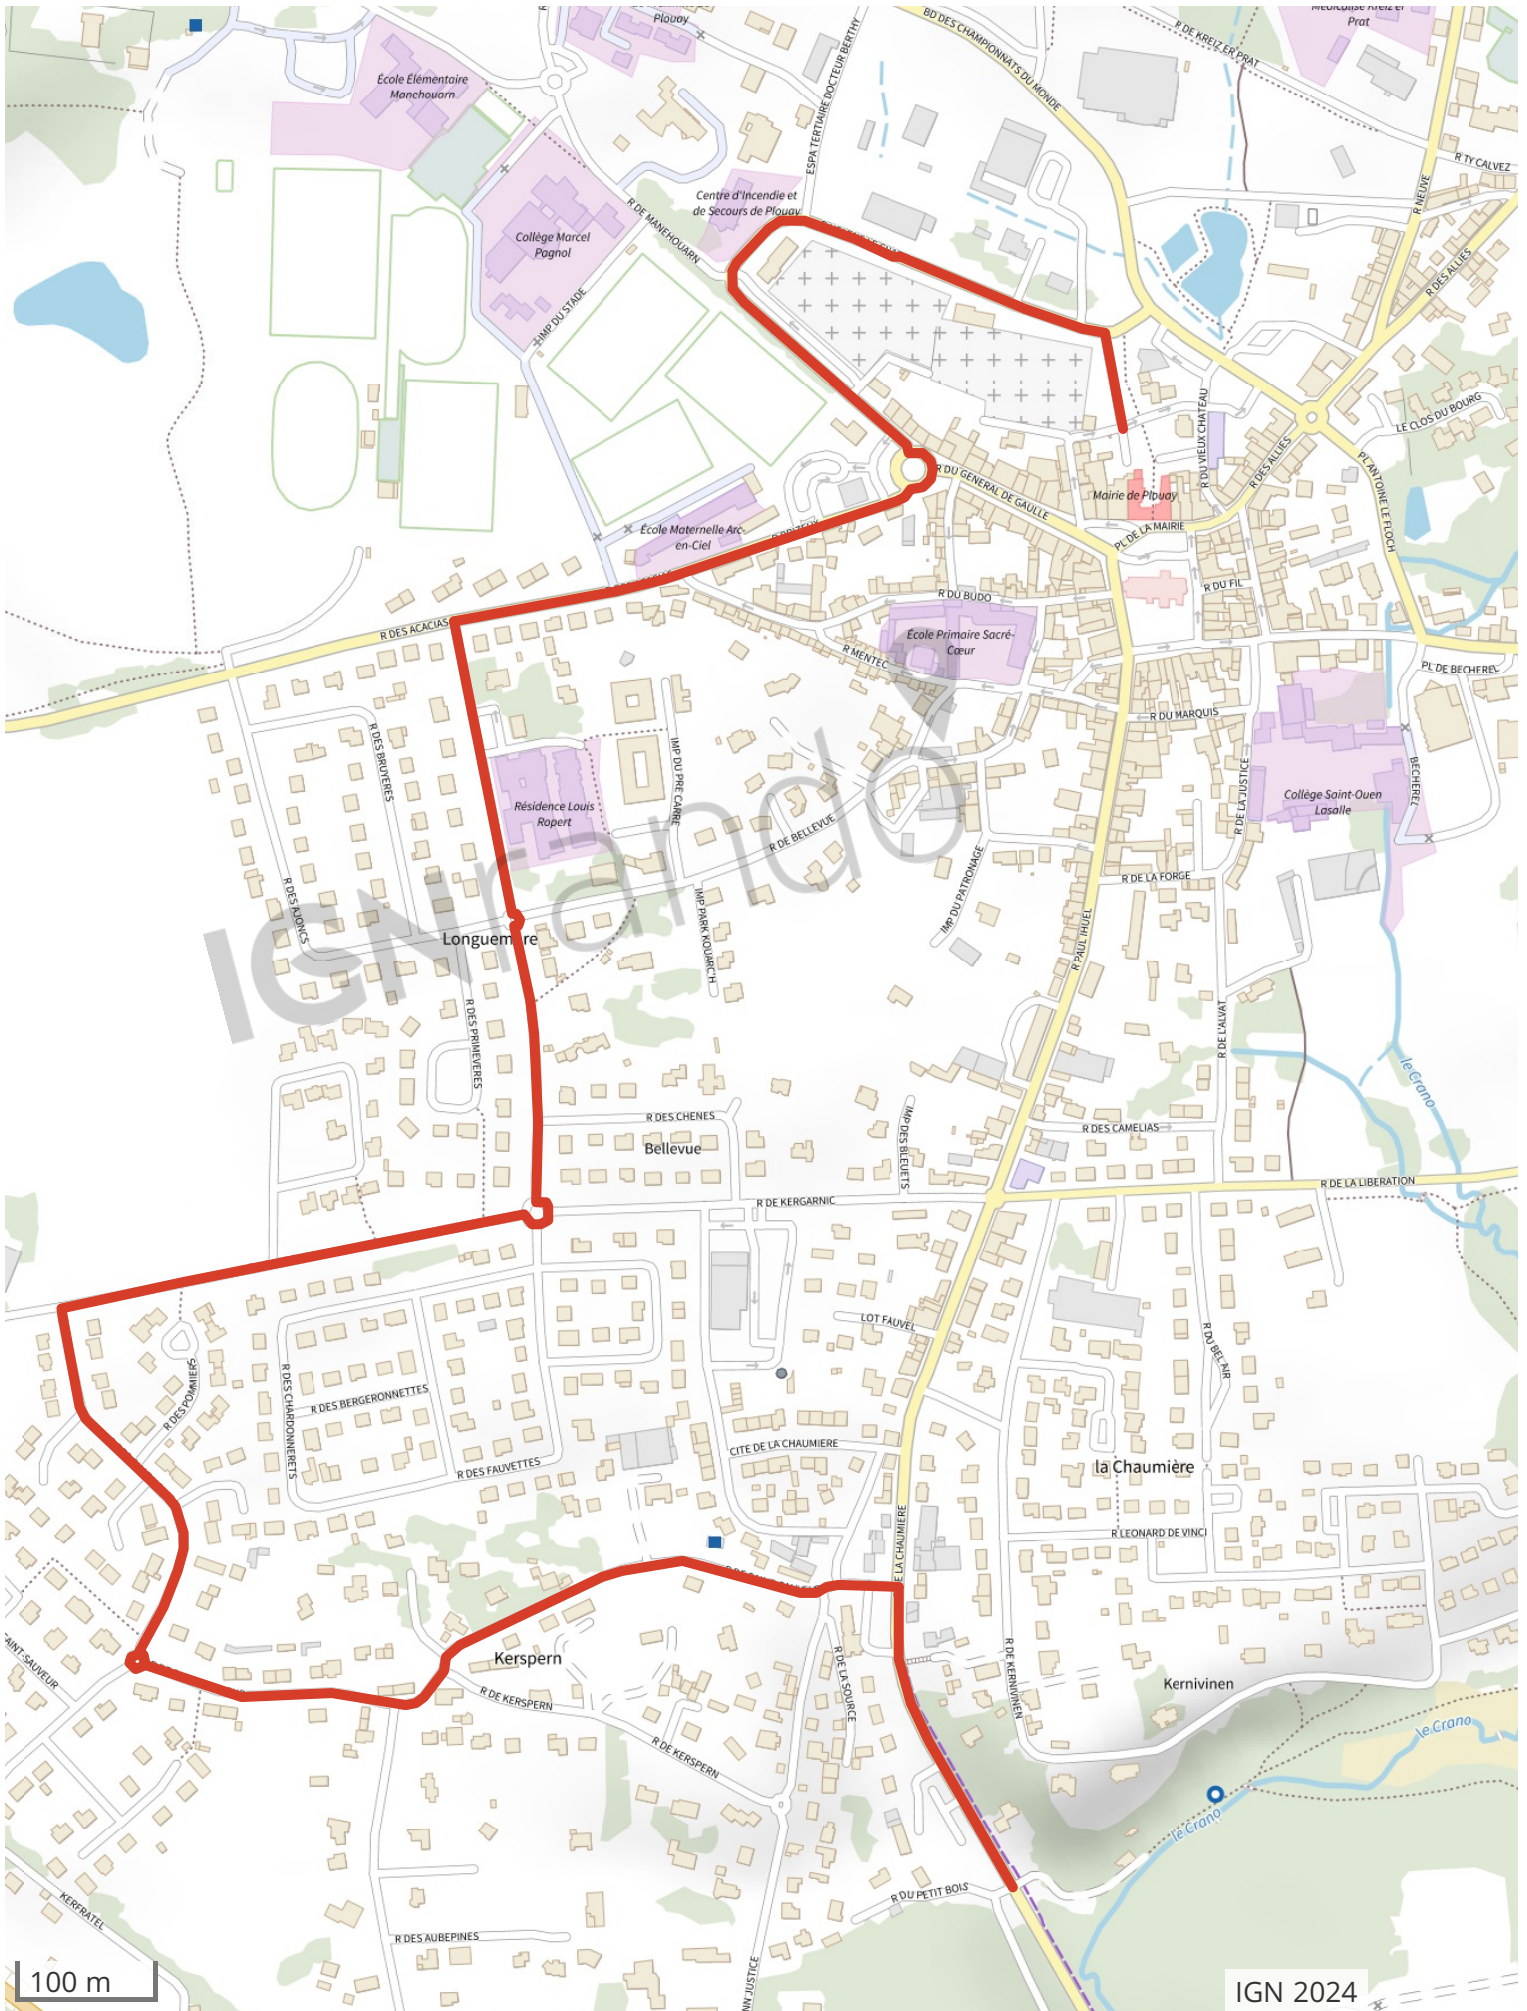 Plouay
BD DES CHAMPIONNATS DU MONDE
R DE KREIZ ER PRAT
Prat
École Élémentaire
Manehouarn
ESPA TERTIAIRE DOCTEUR BERTHY
R TY CALVEZ
R NEUVE
Centre d'Incendie et
de Secours de Plouay
R DE MANEHOUARN
Collège Marcel
Pagnol
R DES ALLIES
IMP DU STADE
R DU VIEUX CHATEAU
LE CLOS DU BOURG
R DES ALLIES
PL ANTOINE LE FLOCH
R DU GENERAL DE GAULLE
Mairie de Plouay
PL DE LA MAIRIE
École Maternelle Arc-
en-Ciel
R DU FIL
R DU BUDO
R DES ACACIAS
École Primaire Sacré-
Cœur
R MENTEC
PL DE BECHEREL
R DU MARQUIS
R DES BRUYERES
IMP DU PRE CARRE
BECHEREL
R DE LA JUSTICE
Collège Saint-Ouen
Lasalle
Résidence Louis
Ropert
R DE BELLEVUE
IGNrando
IMP DU PATRONAGE
R DE LA FORGE
R DES AJONCS
IMP PARK KOUARC'H
R PAUL IHUEL
Longuemare
R DES PRIMEVERES
R DE L'ALVAT
le Crano
R DES CHENES
IMP DES BLEUETS
R DES CAMELIAS
Bellevue
R DE KERGARNIC
R DE LA LIBERATION
LOT FAUVEL
R DU BEL AIR
R DES POMMIERS
R DES CHARDONNERETS
R DES BERGERONNETTES
CITE DE LA CHAUMIERE
R DES FAUVETTES
la Chaumière
E LA CHAUMIERE
R LEONARD DE VINCI
AINT-SAUVEUR
Kerspern
R DE LA SOURCE
R DE KERNIVINEN
Kernivinen
R DE KERSPERN
le Crano
R DE KERSPERN
le Crano
R DU PETIT BOIS
KERFRATEL
R DES AUBEPINES
NN JUSTICE
100 m
IGN 2024